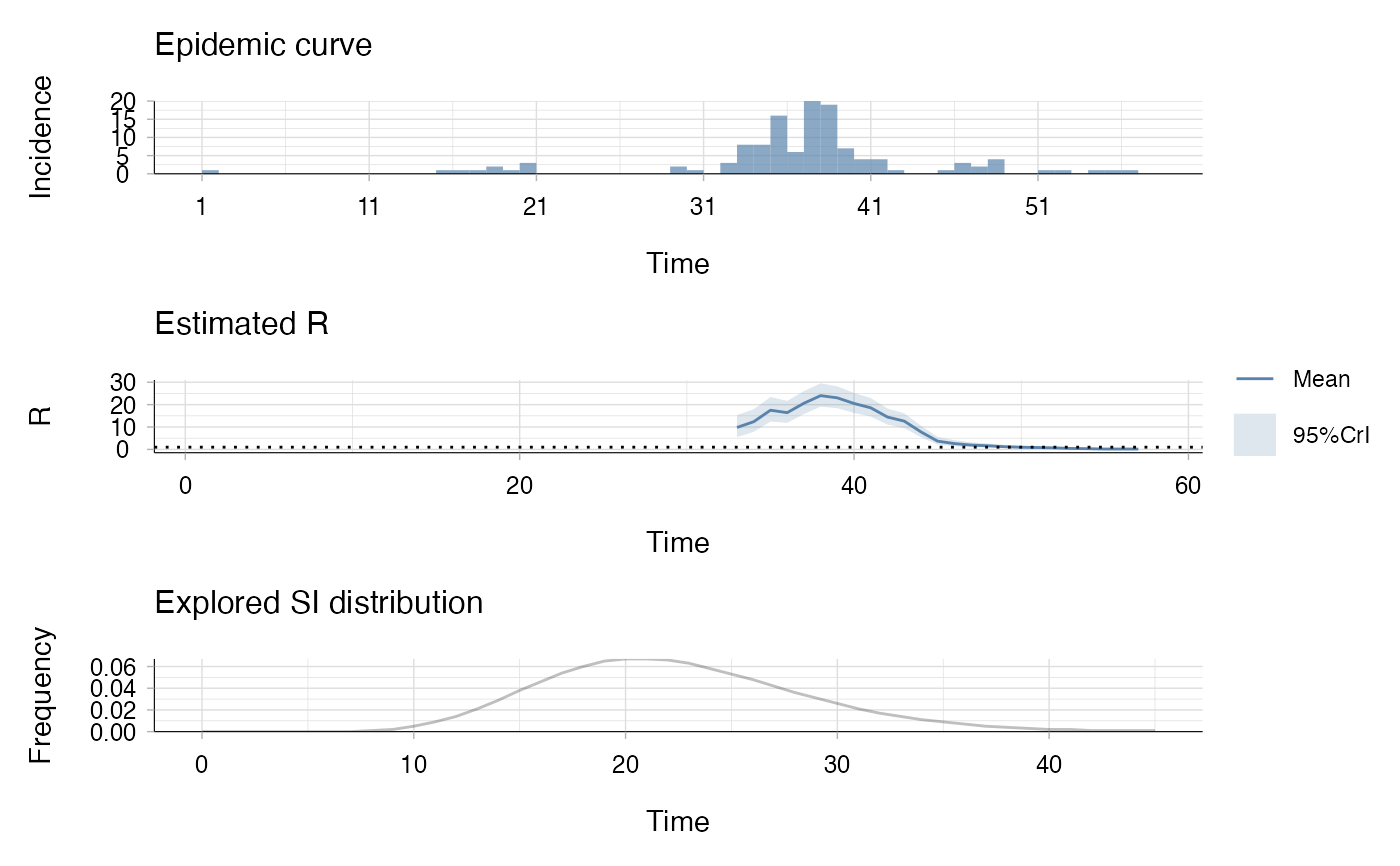 Epidemic curve
Incidence
20
15
10
5
0
1 11 21 31 41 51
Time
Estimated R
R
30
20
10
0
0 20 40 60
Time
Mean
95%CrI
Explored SI distribution
Frequency
0.06
0.04
0.02
0.00
0 10 20 30 40
Time